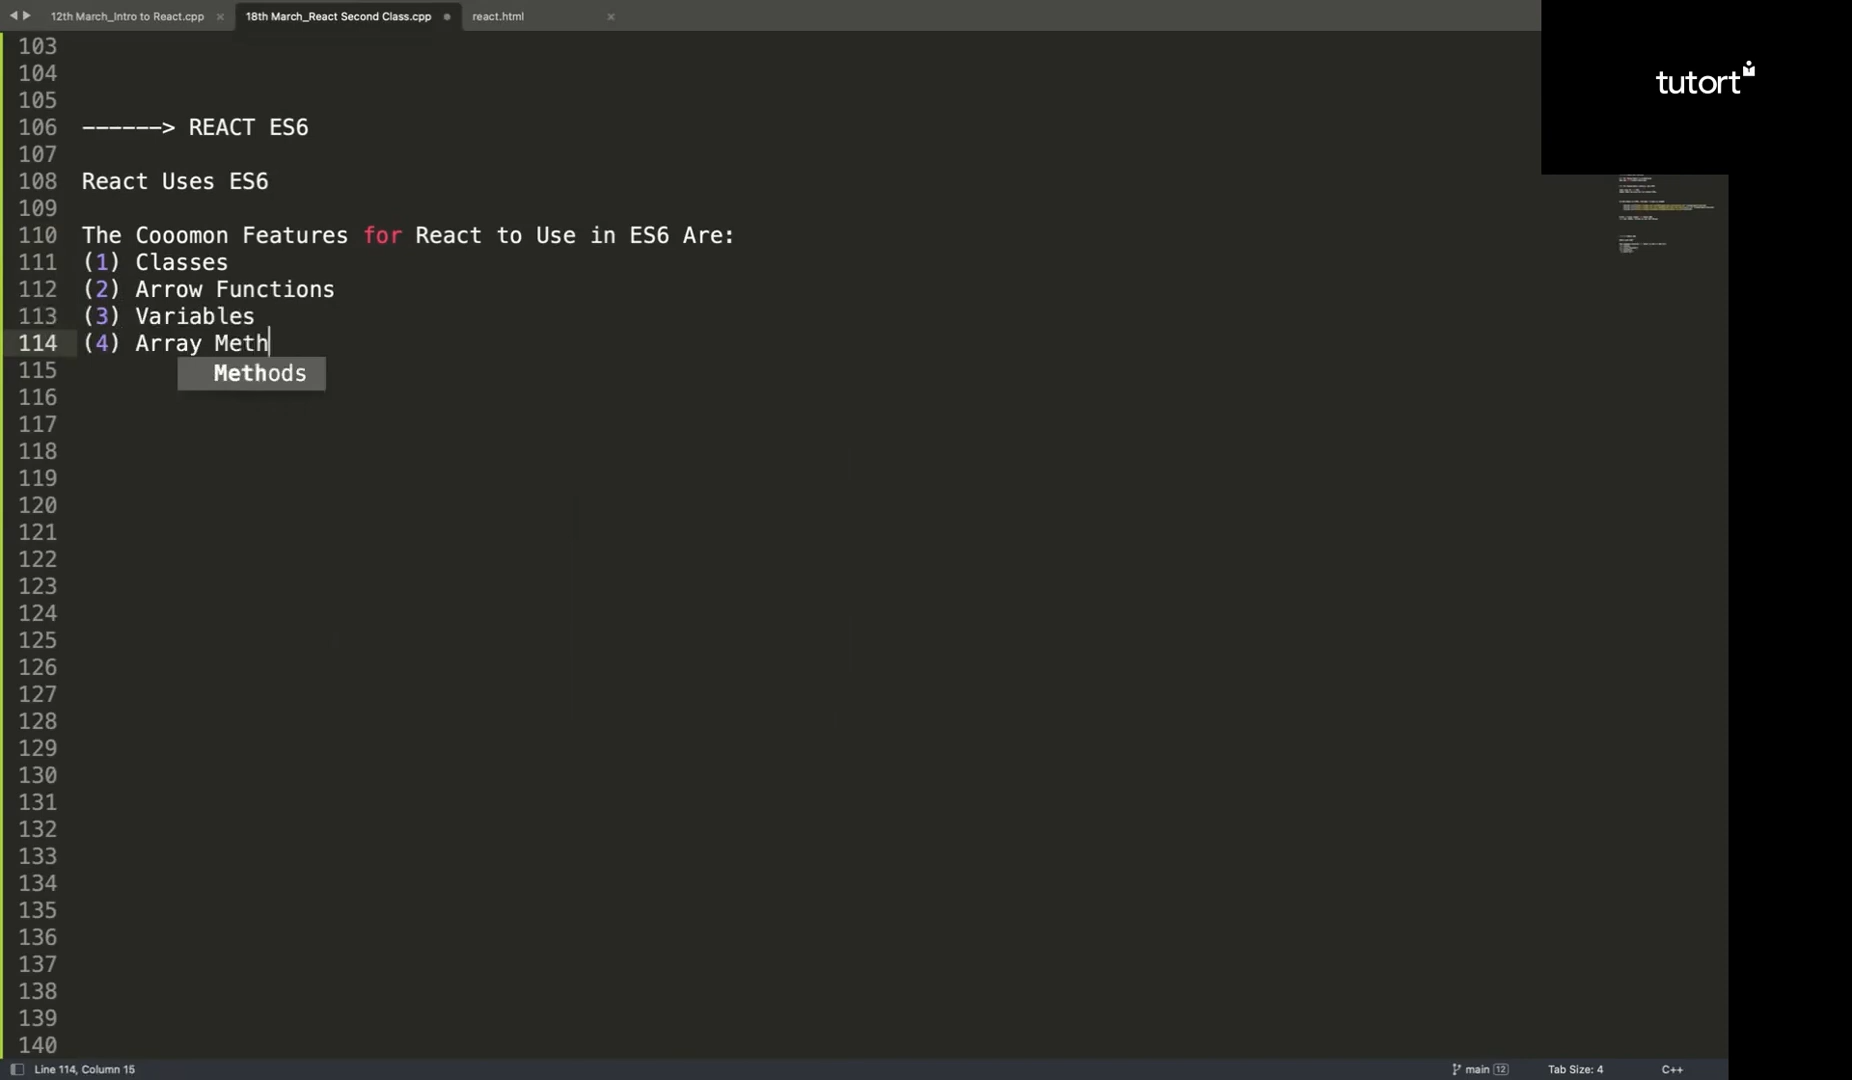 12th March_Intro to React.cpp × 18th March_React Second Class.cpp react.html ×
tutort
103
104
105
106 ------> REACT ES6
107
108 React Uses ES6
109
110 The Cooomon Features for React to Use in ES6 Are:
111 (1) Classes
112 (2) Arrow Functions
113 (3) Variables
114 (4) Array Meth
115 Methods
116
117
118
119
120
121
122
123
124
125
126
127
128
129
130
131
132
133
134
135
136
137
138
139
140
Line 114, Column 15 main 12 Tab Size: 4 C++